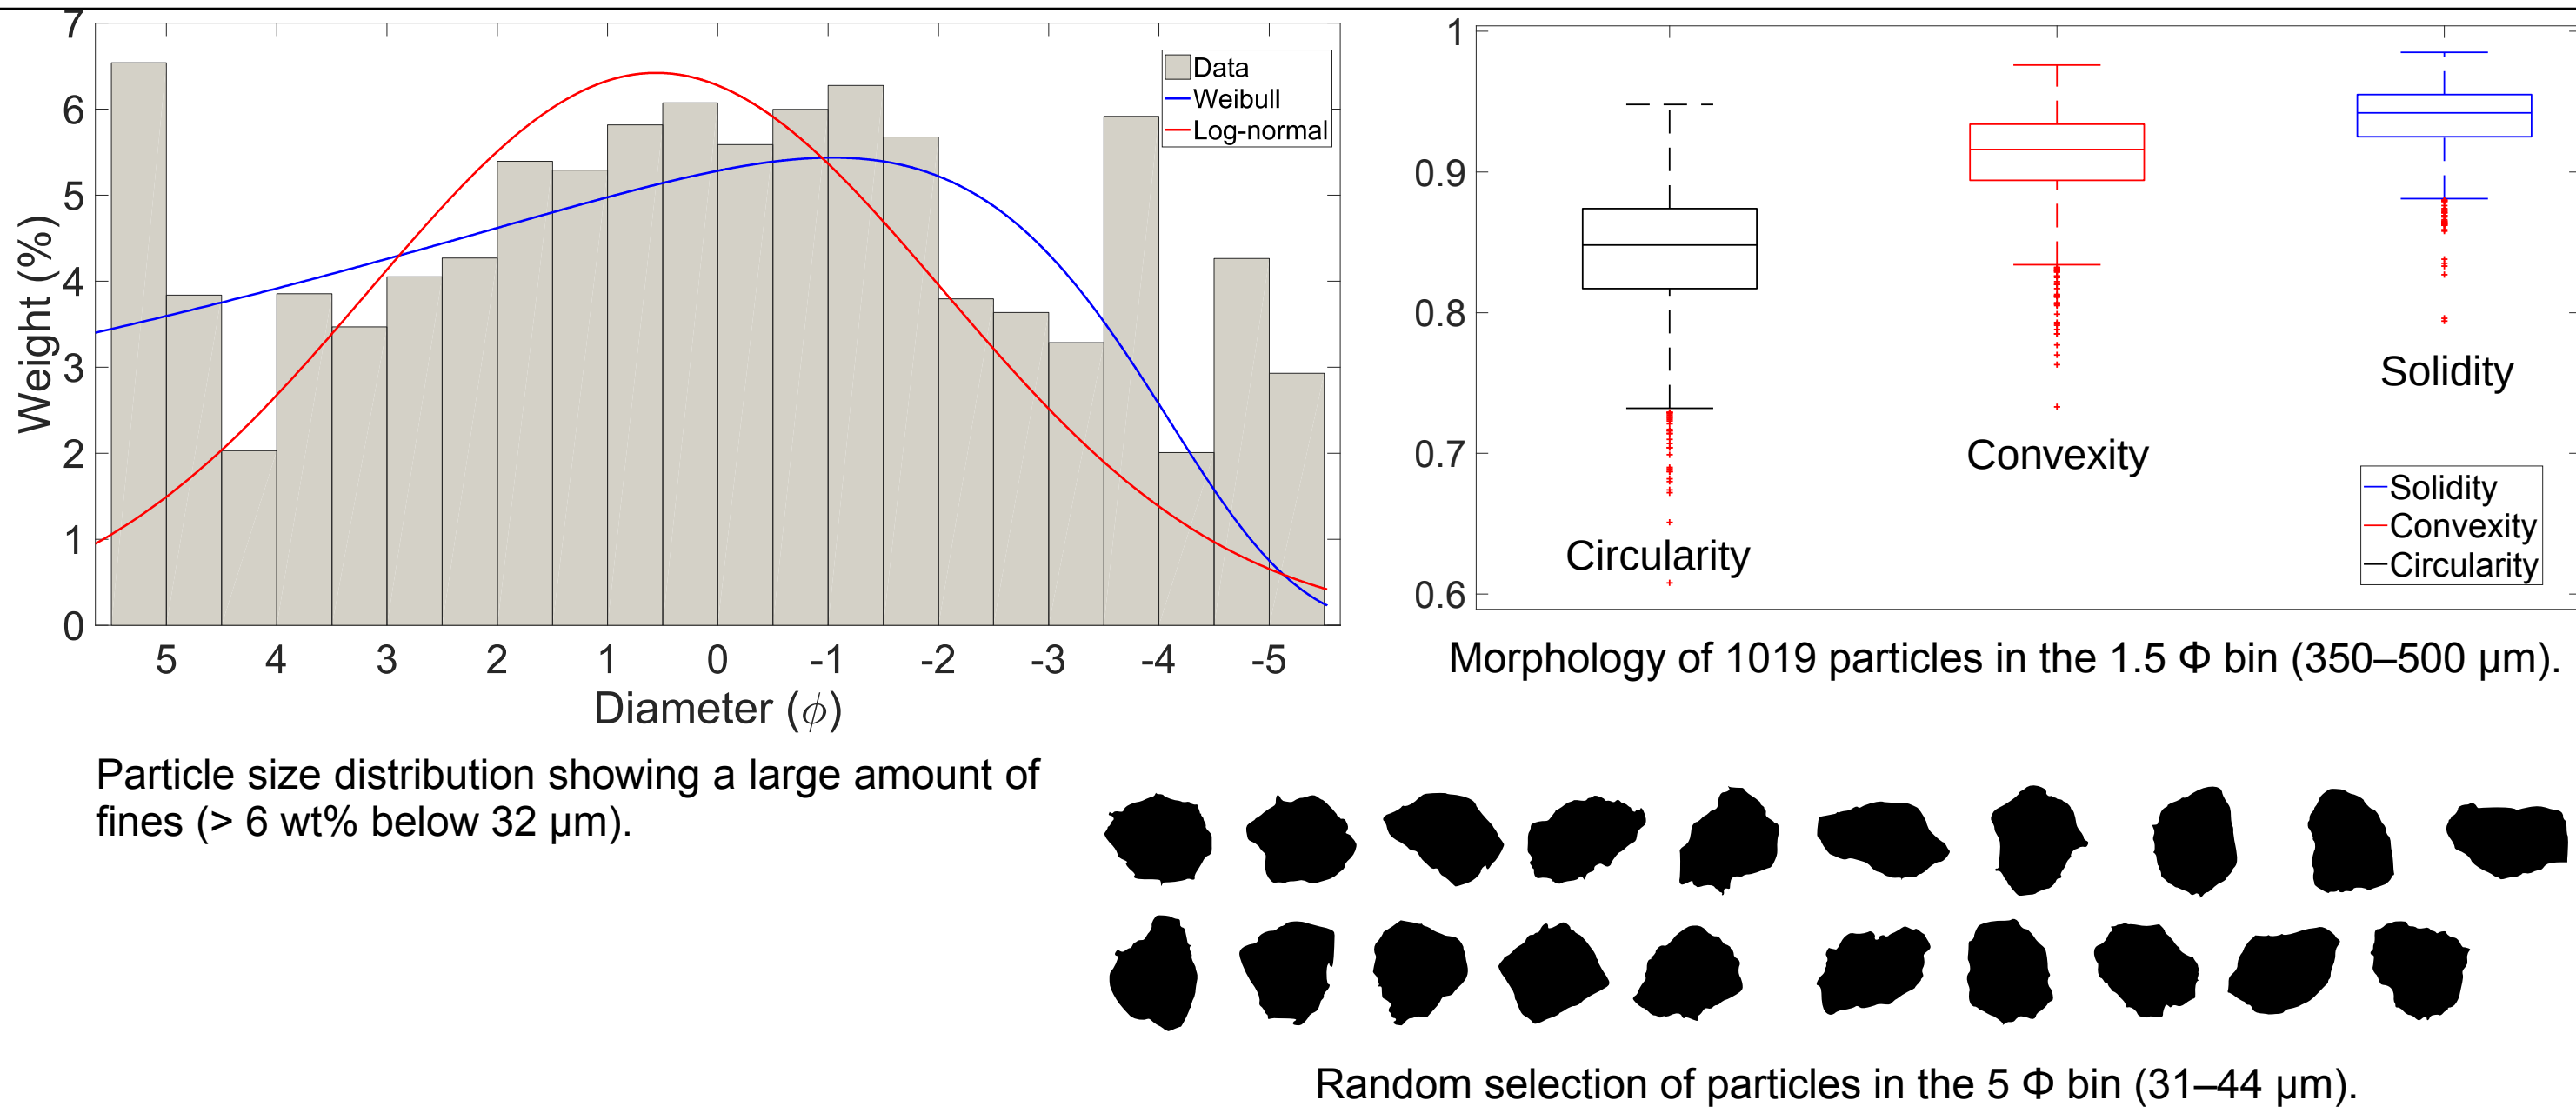 7
6
5
4
3
2
1
0
Weight (%)
Data
Weibull
Log-normal
5 4 3 2 1 0 -1 -2 -3 -4 -5
Diameter (ϕ)
Particle size distribution showing a large amount of
fines (> 6 wt% below 32 µm).
1
0.9
0.8
0.7
0.6
Circularity
Convexity
Solidity
Solidity
Convexity
Circularity
Morphology of 1019 particles in the 1.5 Φ bin (350–500 µm).
Random selection of particles in the 5 Φ bin (31–44 µm).